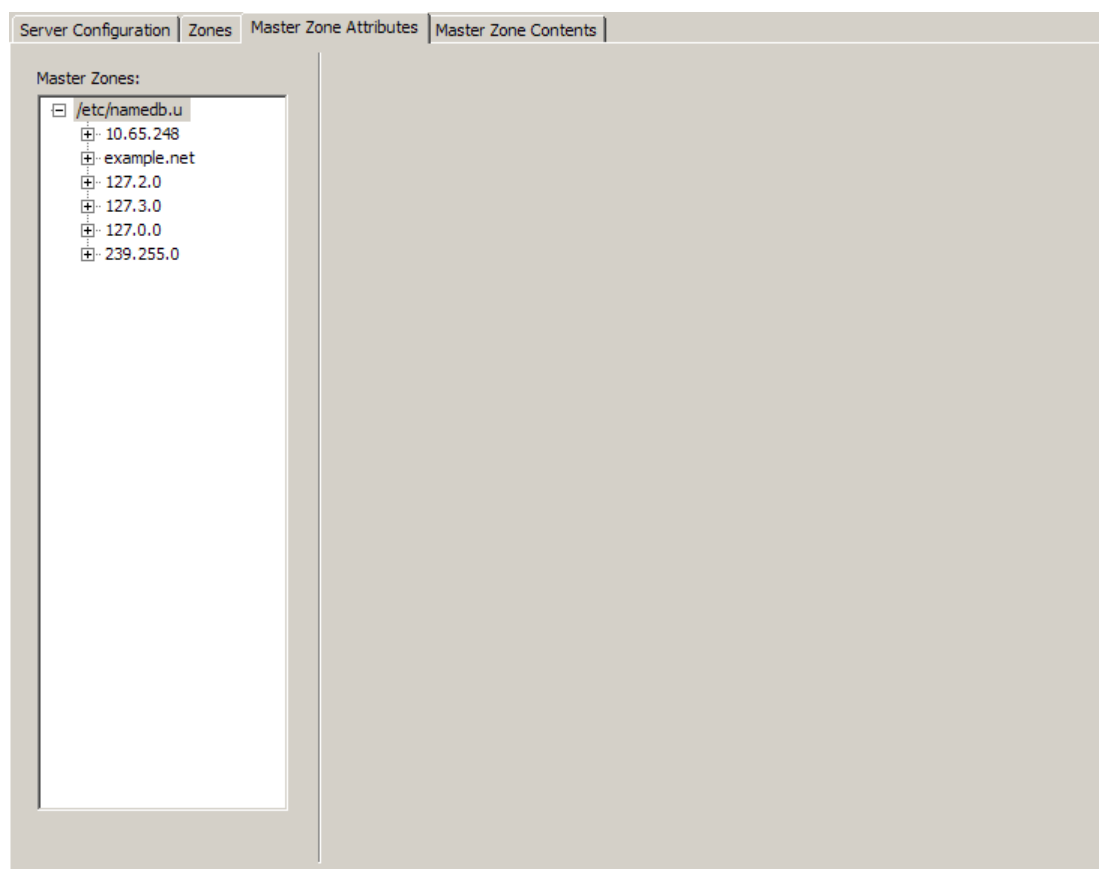 Server Configuration Zones Master Zone Attributes Master Zone Contents
Master Zones:
/etc/namedb.u
10.65.248
example.net
127.2.0
127.3.0
127.0.0
239.255.0